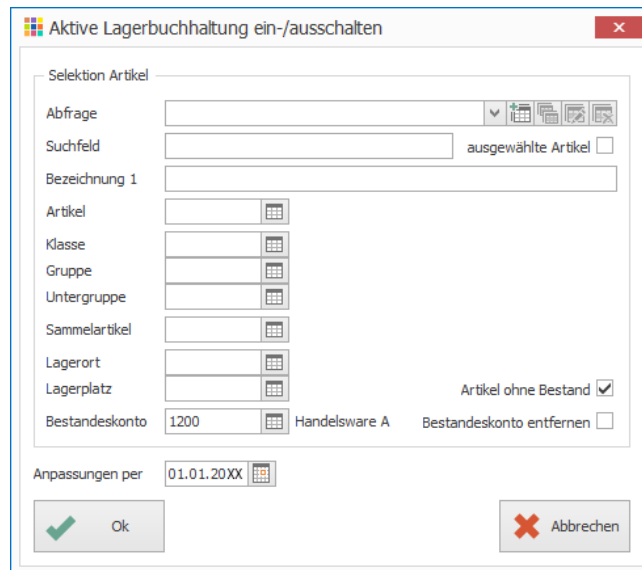 Aktive Lagerbuchhaltung ein-/ausschalten
Selektion Artikel
Abfrage
Suchfeld ausgewählte Artikel
Bezeichnung 1
Artikel
Klasse
Gruppe
Untergruppe
Sammelartikel
Lagerort
Lagerplatz Artikel ohne Bestand
Bestandeskonto 1200 Handelsware A Bestandeskonto entfernen
Anpassungen per 01.01.20XX
Ok Abbrechen